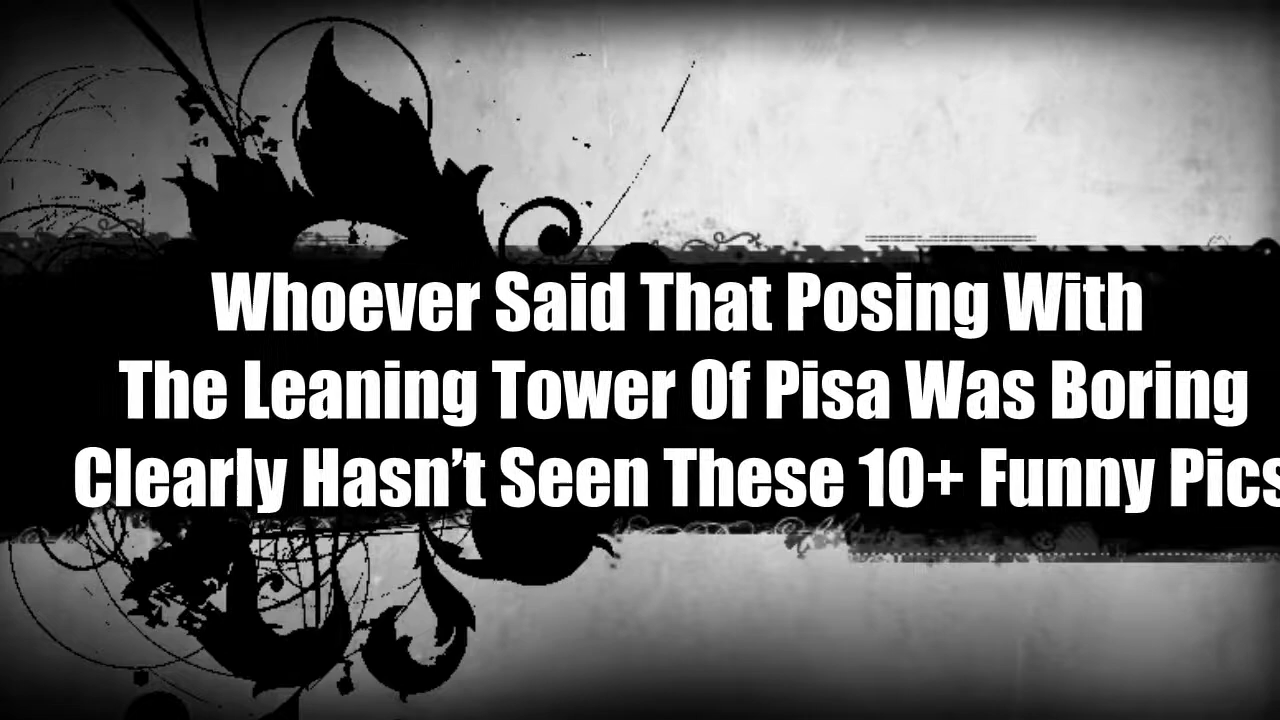 Whoever Said That Posing With
The Leaning Tower Of Pisa Was Boring
Clearly Hasn’t Seen These 10+ Funny Pics